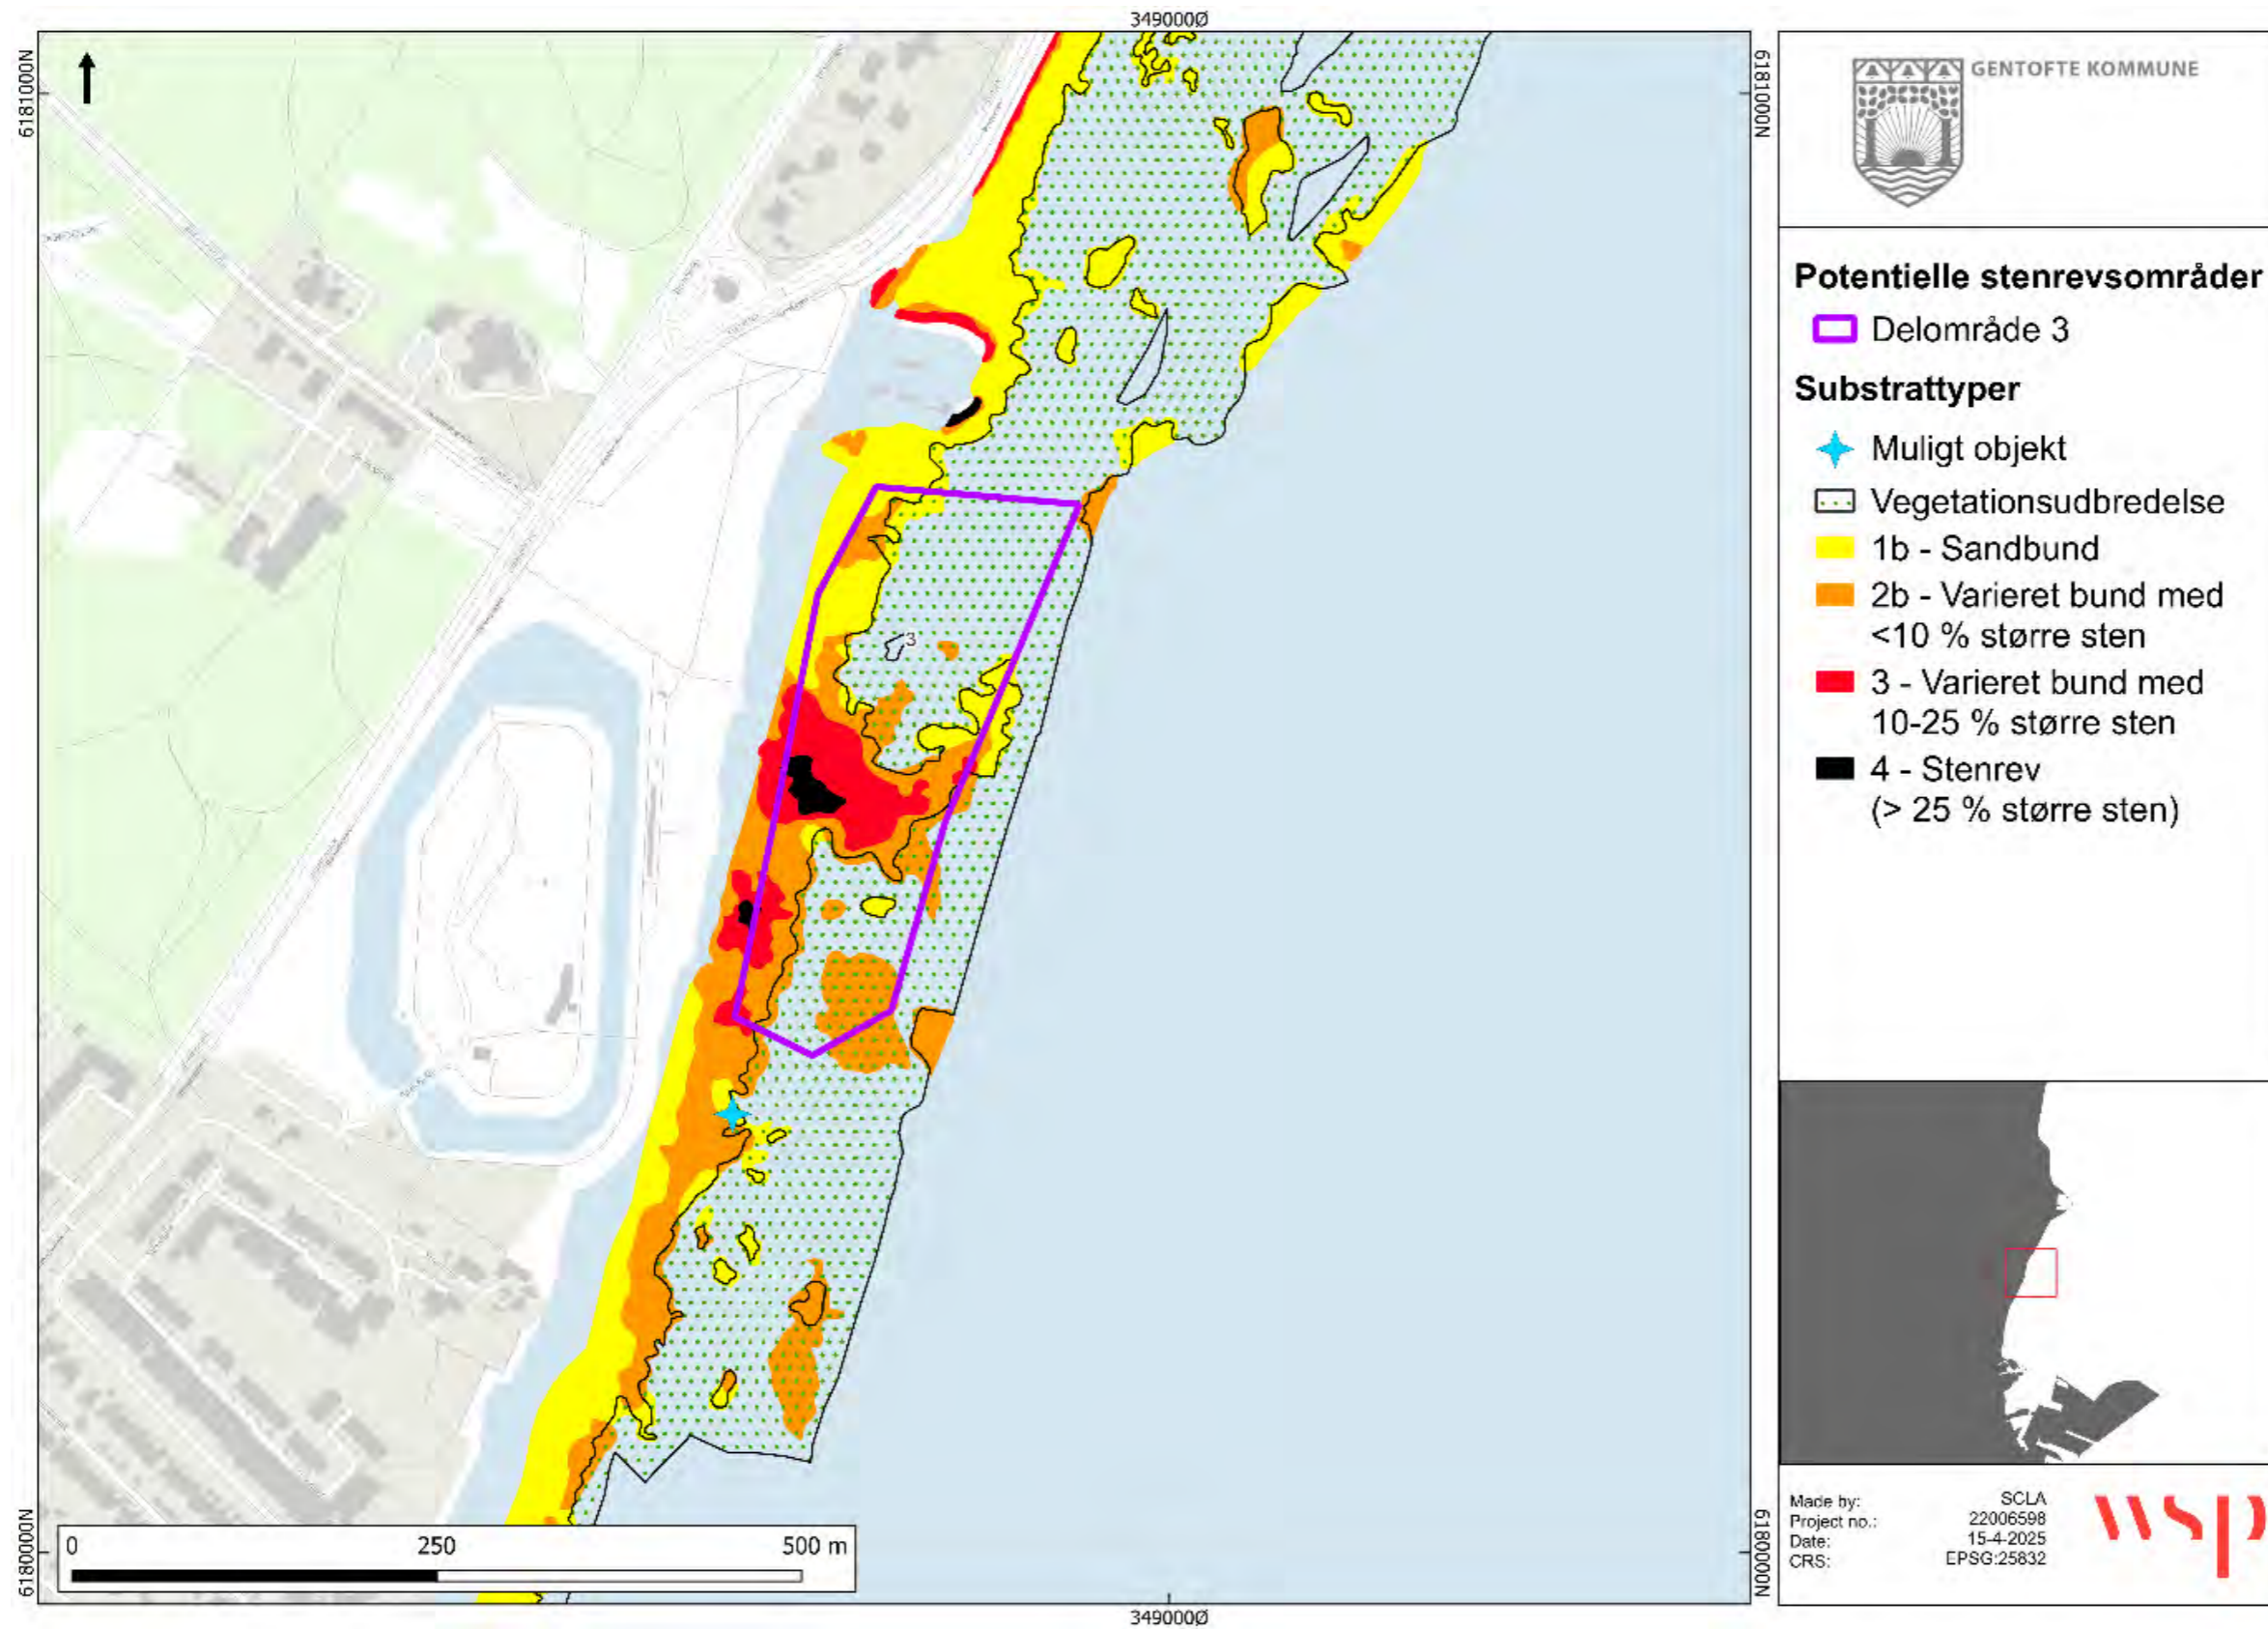 349000Ø
6181000N
6181000N
3
6180000N
6180000N
0 250 500 m
349000Ø
GENTOFTE KOMMUNE
Potentielle stenrevsområder
Delområde 3
Substrattyper
Muligt objekt
Vegetationsudbredelse
1b - Sandbund
2b - Varieret bund med
<10 % større sten
3 - Varieret bund med
10-25 % større sten
4 - Stenrev
(> 25 % større sten)
Made by: SCLA
Project no.: 22006598
Date: 15-4-2025
CRS: EPSG:25832
wsp